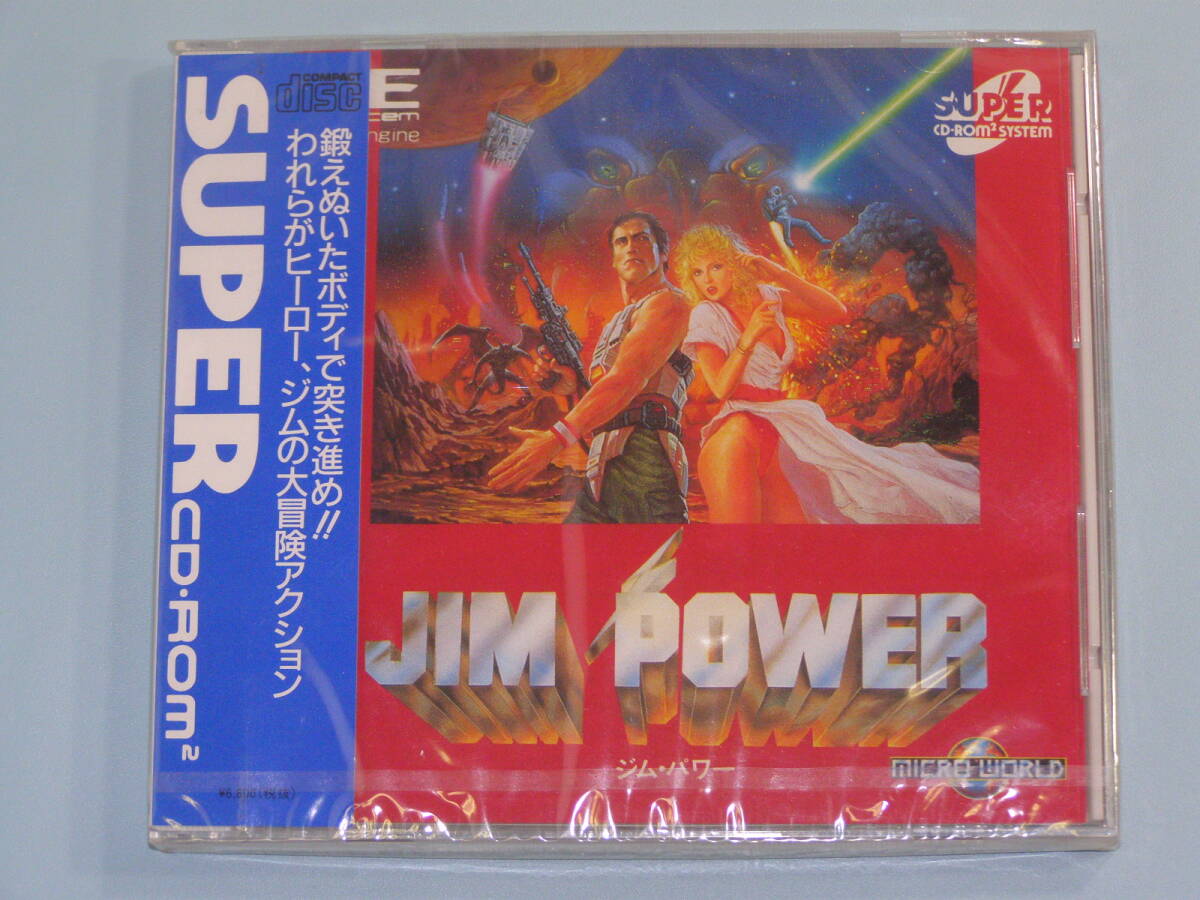 COMPACT
disc
SUPER
CD-ROM²
鍛えぬいたボディで突き進め!!
われらがヒーロー、ジムの大冒険アクション
E
tem
ngine
SUPER
CD-ROM² SYSTEM
JIM POWER
ジム・パワー
MICRO WORLD